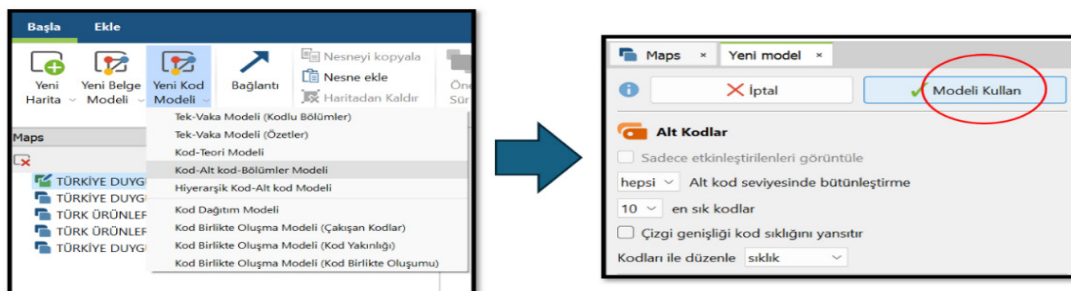 Başla Ekle
Yeni Harita
Yeni Belge Modeli
Yeni Kod Modeli
Bağlantı
Nesneyi kopyala
Nesne ekle
Haritadan Kaldır
Maps
TÜRKİYE
TÜRKİYE
TÜRK
TÜRK
TÜRKİYE
Tek-Vaka Modeli (Kodlu Bölümler)
Tek-Vaka Modeli (Özetler)
Kod-Teori Modeli
Kod-Alt kod-Bölümler Modeli
Hiyerarşik Kod-Alt kod Modeli
Kod Dağıtım Modeli
Kod Birlikte Oluşma Modeli (Çakışan Kodlar)
Kod Birlikte Oluşma Modeli (Kod Yakınlığı)
Kod Birlikte Oluşma Modeli (Kod Birlikte Oluşumu)
Maps × Yeni model ×
İptal Modeli Kullan
Alt Kodlar
Sadece etkinleştirilenleri görüntüle
hepsi Alt kod seviyesinde bütünleştirme
10 en sık kodlar
Çizgi genişliği kod sıklığını yansıtır
Kodları ile düzenle sıklık